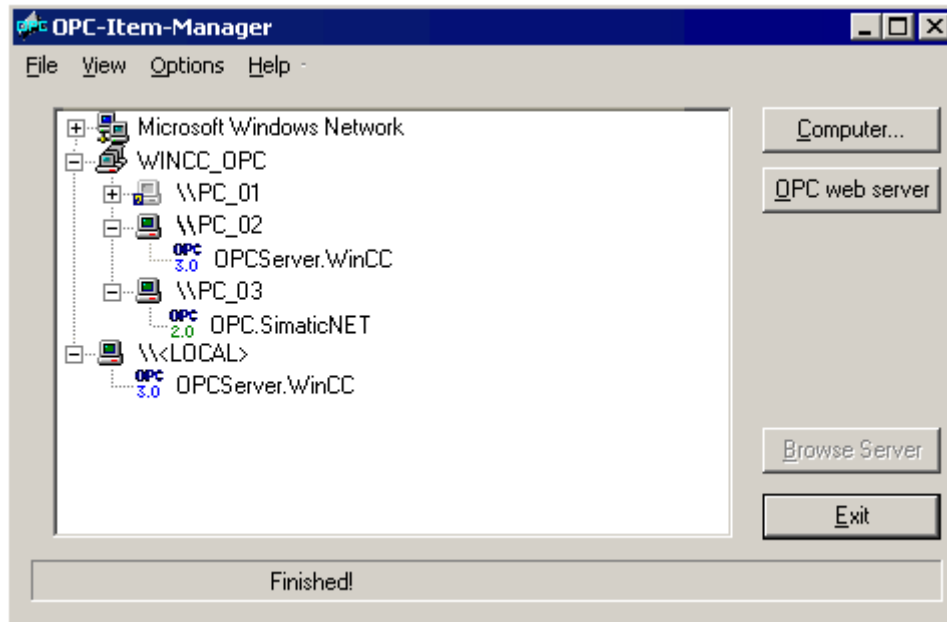 OPC OPC-Item-Manager
File View Options Help
Microsoft Windows Network
WINCC_OPC
\\PC_01
\\PC_02
OPC 3.0 OPCServer.WinCC
\\PC_03
OPC 2.0 OPC.SimaticNET
\\<LOCAL>
OPC 3.0 OPCServer.WinCC
Computer...
OPC web server
Browse Server
Exit
Finished!